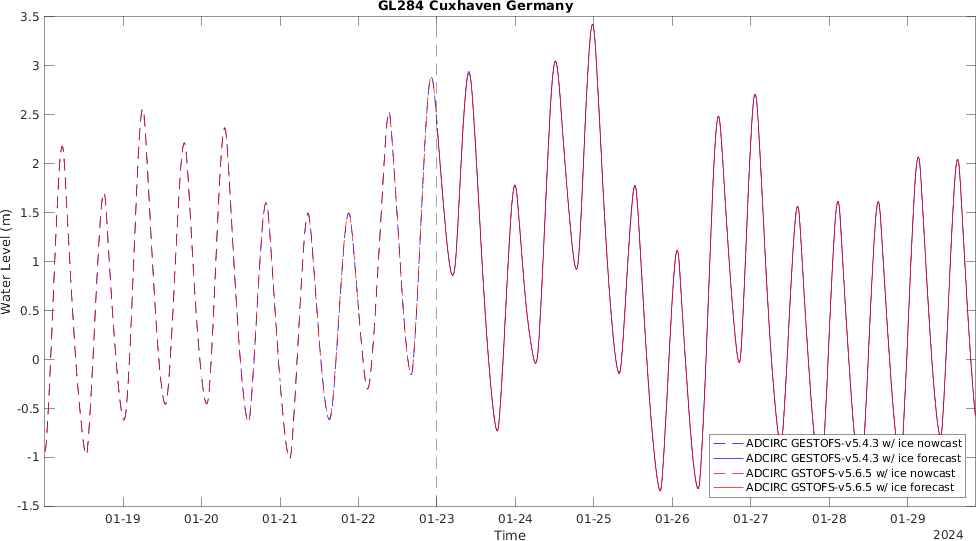 GL284 Cuxhaven Germany
3.5
3
2.5
2
1.5
1
0.5
0
-0.5
-1
-1.5
Water Level (m)
ADCIRC GESTOFS-v5.4.3 w/ ice nowcast
ADCIRC GESTOFS-v5.4.3 w/ ice forecast
ADCIRC GSTOFS-v5.6.5 w/ ice nowcast
ADCIRC GSTOFS-v5.6.5 w/ ice forecast
01-19 01-20 01-21 01-22 01-23 01-24 01-25 01-26 01-27 01-28 01-29
Time
2024